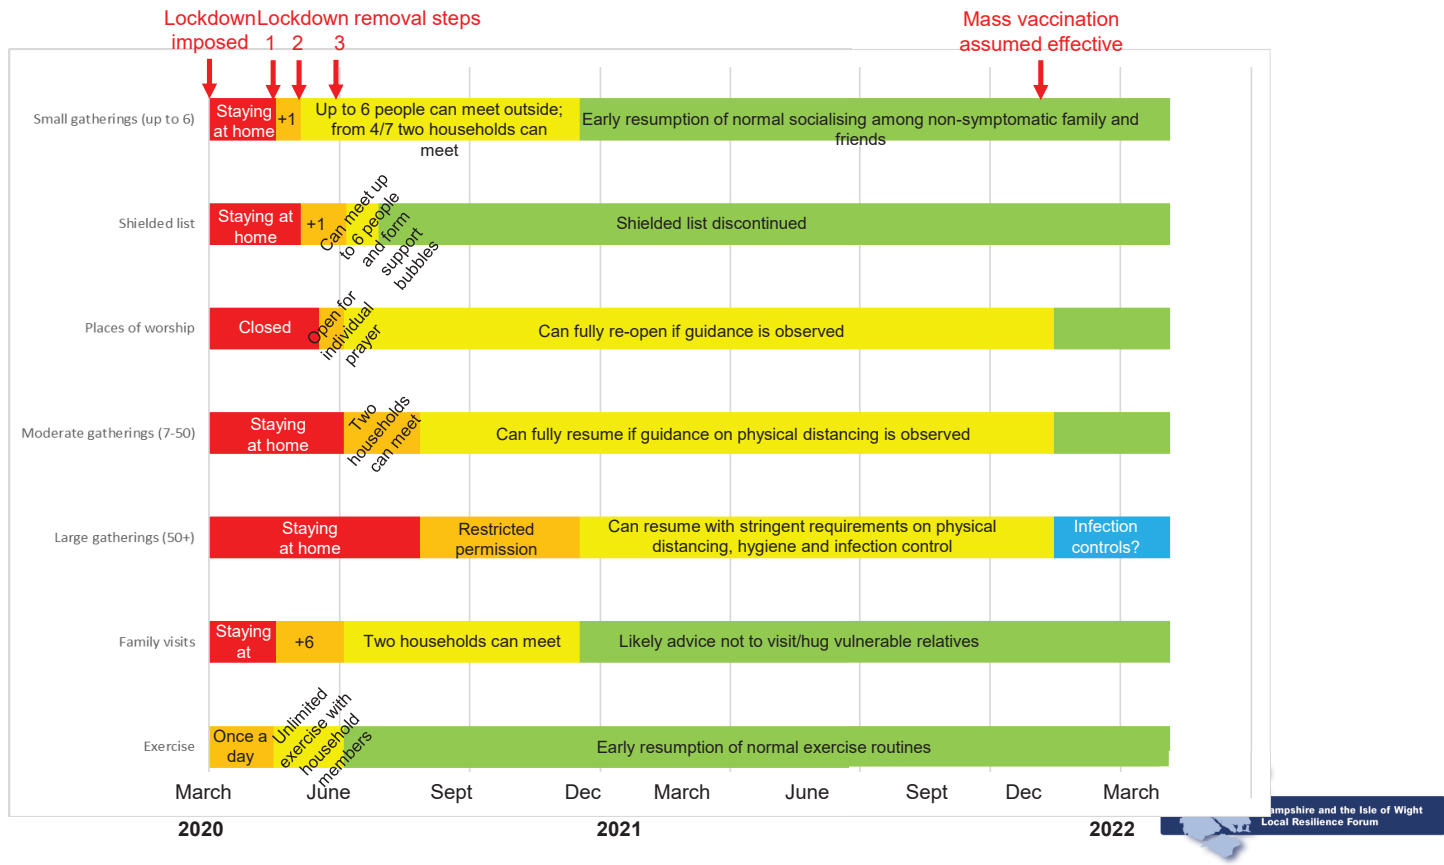 Lockdown imposed
Lockdown removal steps
1 2 3
Mass vaccination
assumed effective
Small gatherings (up to 6)
Staying
at home
+1
Up to 6 people can meet outside;
from 4/7 two households can
meet
Early resumption of normal socialising among non-symptomatic family and
friends
Shielded list
Staying at
home
+1
Can meet up
to 6 people
and form
support
bubbles
Shielded list discontinued
Places of worship
Closed
Open for
individual
prayer
Can fully re-open if guidance is observed
Moderate gatherings (7-50)
Staying
at home
Two
households
can meet
Can fully resume if guidance on physical distancing is observed
Large gatherings (50+)
Staying
at home
Restricted
permission
Can resume with stringent requirements on physical
distancing, hygiene and infection control
Infection
controls?
Family visits
Staying
at
+6
Two households can meet
Likely advice not to visit/hug vulnerable relatives
Exercise
Once a
day
Unlimited
exercise with
household
members
Early resumption of normal exercise routines
March June Sept Dec March June Sept Dec March
2020 2021 2022
ampshire and the Isle of Wight
Local Resilience Forum